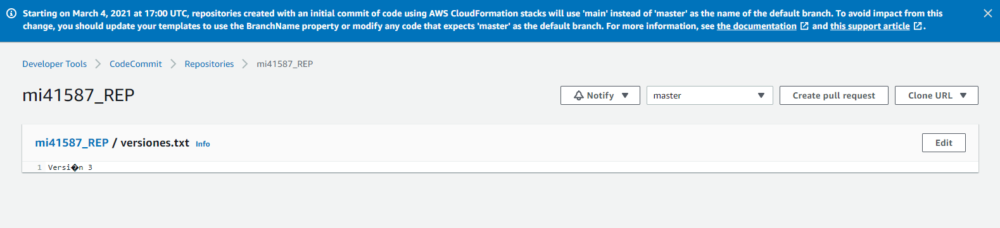 Starting on March 4, 2021 at 17:00 UTC, repositories created with an initial commit of code using AWS CloudFormation stacks will use 'main' instead of 'master' as the name of the default branch. To avoid impact from this
change, you should update your templates to use the BranchName property or modify any code that expects 'master' as the default branch. For more information, see the documentation and this support article .
Developer Tools CodeCommit Repositories mi41587_REP
mi41587_REP
Notify master Create pull request Clone URL
mi41587_REP / versiones.txt Info Edit
1 Versi�n 3